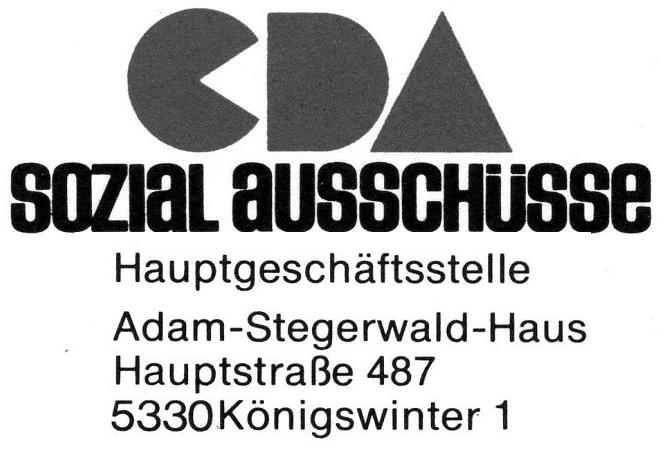 CDA
SOZIAL AUSSCHÜSSE
Hauptgeschäftsstelle
Adam-Stegerwald-Haus
Hauptstraße 487
5330 Königswinter 1